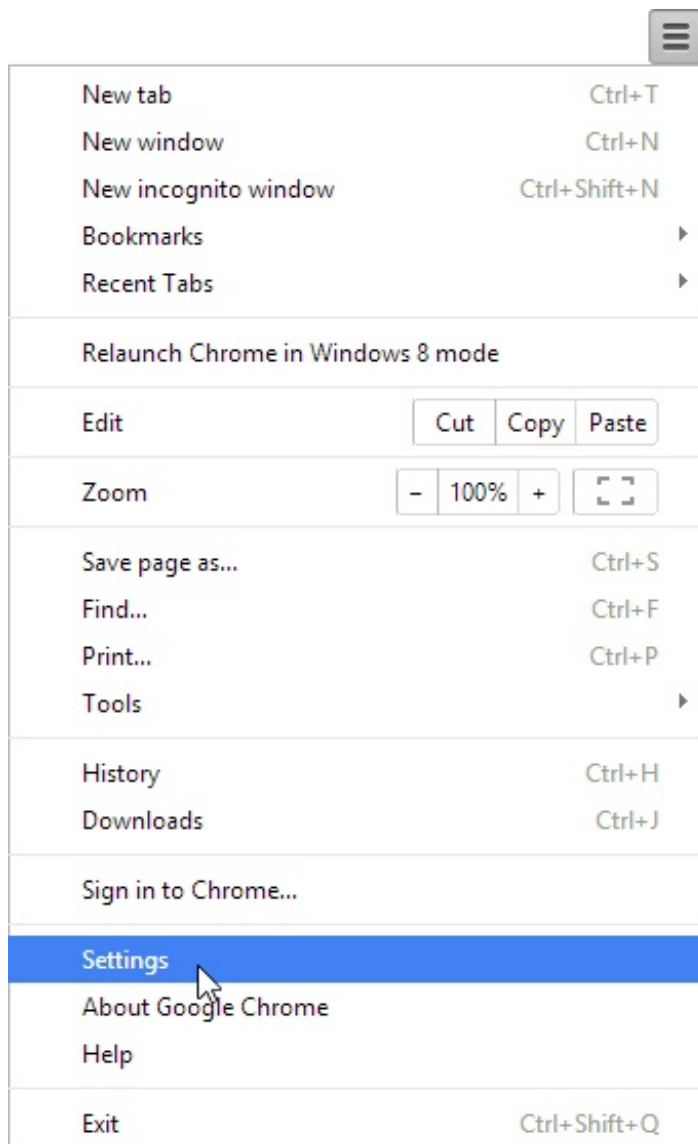 New tab Ctrl+T
New window Ctrl+N
New incognito window Ctrl+Shift+N
Bookmarks
Recent Tabs
Relaunch Chrome in Windows 8 mode
Edit Cut Copy Paste
Zoom − 100% +
Save page as... Ctrl+S
Find... Ctrl+F
Print... Ctrl+P
Tools
History Ctrl+H
Downloads Ctrl+J
Sign in to Chrome...
Settings
About Google Chrome
Help
Exit Ctrl+Shift+Q